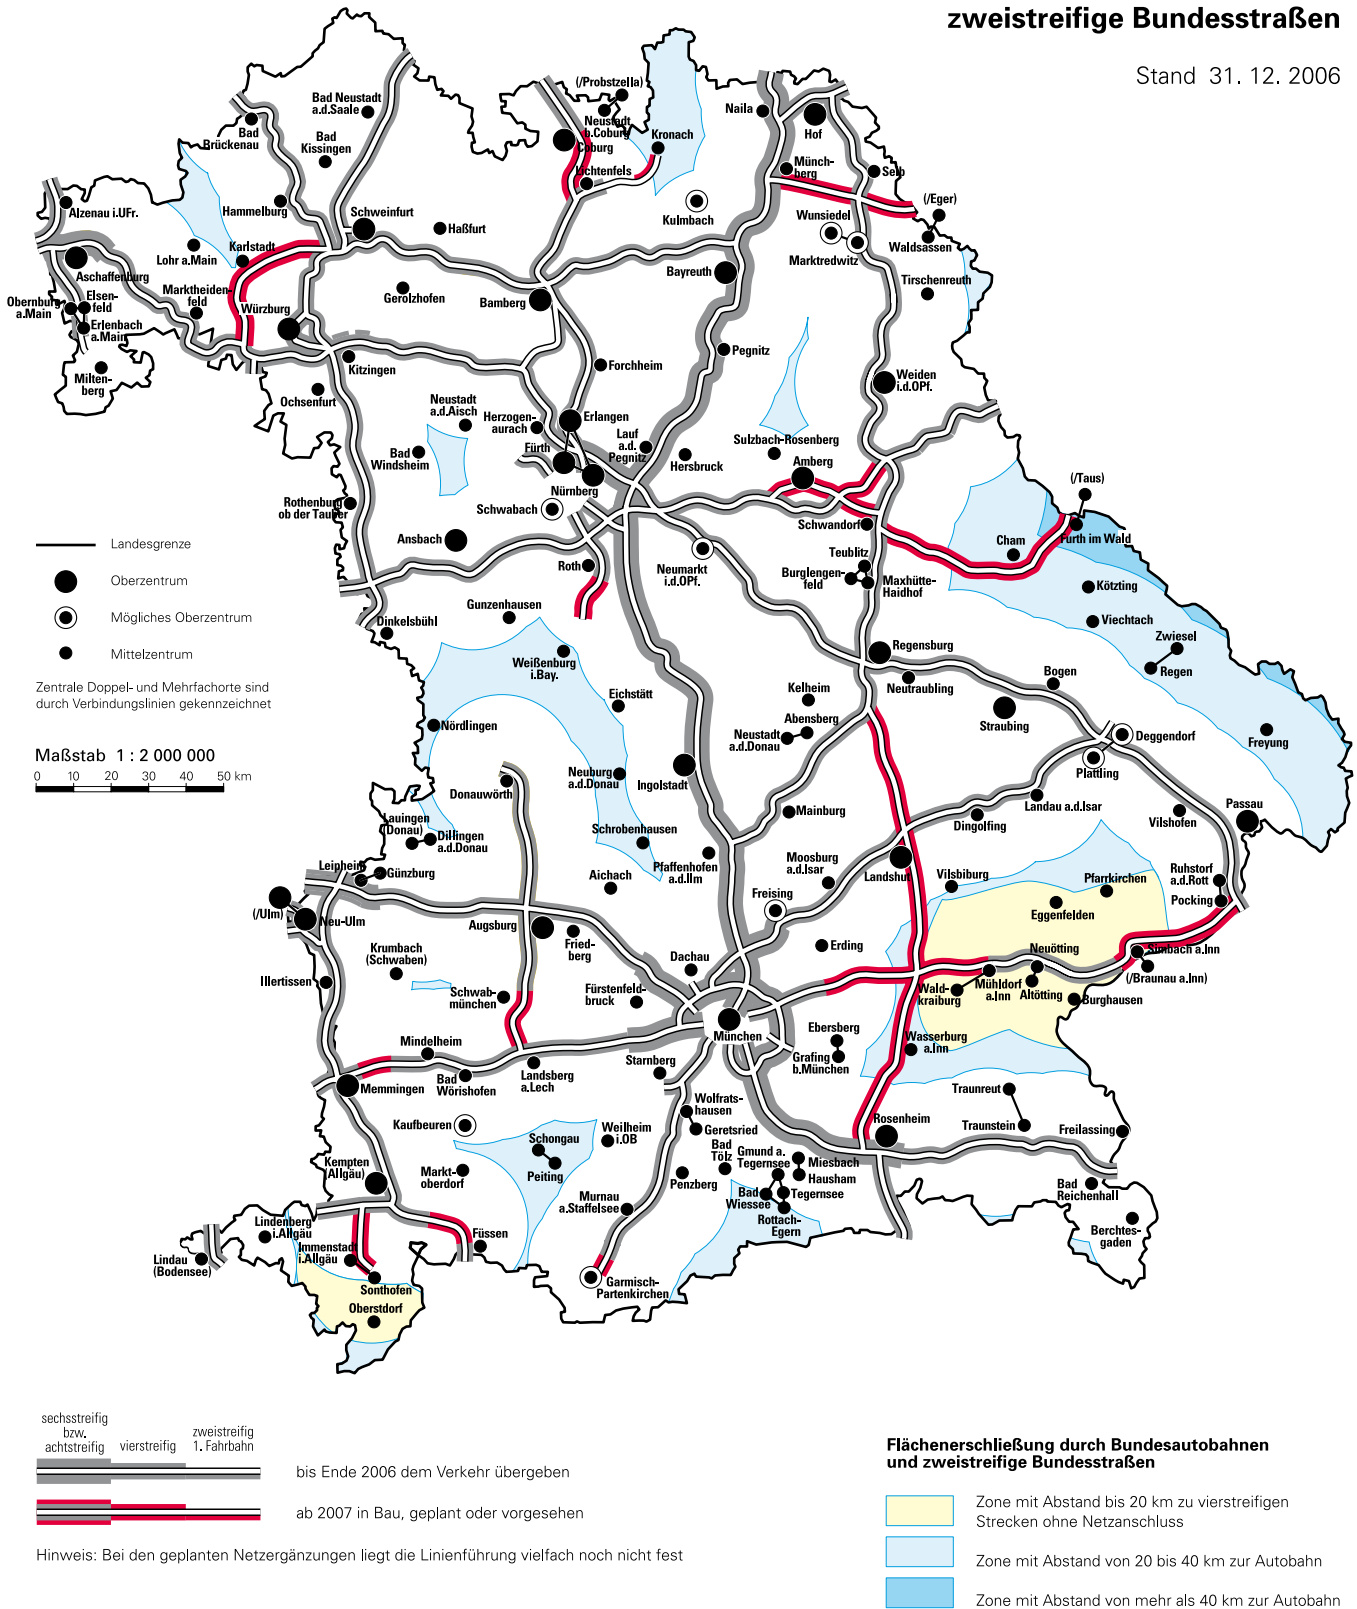 zweistreifige Bundesstraßen
Stand 31. 12. 2006
(/Probstzella)
Bad Neustadt
a.d.Saale
Naila
Neustadt
b.Coburg
Hof
Bad
Brückenau
Bad
Kissingen
Kronach
Coburg
Lichtenfels
Münch-
berg
Selb
(/Eger)
Alzenau i.UFr.
Hammelburg
Schweinfurt
Haßfurt
Kulmbach
Wunsiedel
Waldsassen
Marktredwitz
Karlstadt
Lohr a.Main
Aschaffenburg
Bayreuth
Tirschenreuth
Marktheiden-
feld
Gerolzhofen
Bamberg
Obernburg
a.Main
Elsen-
feld
Würzburg
Erlenbach
a.Main
Pegnitz
Kitzingen
Forchheim
Milten-
berg
Weiden
i.d.OPf.
Ochsenfurt
Neustadt
a.d.Aisch
Herzogen-
aurach
Erlangen
Lauf
a.d.
Pegnitz
Sulzbach-Rosenberg
Fürth
Bad
Windsheim
Hersbruck
Amberg
(/Taus)
Nürnberg
Rothenburg
ob der Tauber
Schwabach
Schwandorf
Ansbach
Furth im Wald
Cham
Landesgrenze
Teublitz
Roth
Neumarkt
i.d.OPf.
Burglengen-
feld
Maxhütte-
Haidhof
Oberzentrum
Kötzting
Gunzenhausen
Mögliches Oberzentrum
Dinkelsbühl
Viechtach
Zwiesel
Mittelzentrum
Regensburg
Weißenburg
i.Bay.
Bogen
Regen
Zentrale Doppel- und Mehrfachorte sind
durch Verbindungslinien gekennzeichnet
Eichstätt
Kelheim
Neutraubling
Abensberg
Straubing
Nördlingen
Neustadt
a.d.Donau
Deggendorf
Freyung
Maßstab 1 : 2 000 000
0 10 20 30 40 50 km
Plattling
Neuburg
a.d.Donau
Ingolstadt
Donauwörth
Landau a.d.Isar
Passau
Mainburg
Lauingen
(Donau)
Dingolfing
Vilshofen
Schrobenhausen
Dillingen
a.d.Donau
Pfaffenhofen
a.d.Ilm
Moosburg
a.d.Isar
Leipheim
Günzburg
Aichach
Landshut
Vilsbiburg
Pfarrkirchen
Ruhstorf
a.d.Rott
Freising
Pocking
(/Ulm)
Neu-Ulm
Eggenfelden
Augsburg
Fried-
berg
Krumbach
(Schwaben)
Dachau
Erding
Neuötting
Simbach a.Inn
Illertissen
Schwab-
münchen
Fürstenfeld-
bruck
Wald-
kraiburg
Mühldorf
a.Inn
Altötting
(/Braunau a.Inn)
Burghausen
München
Ebersberg
Wasserburg
a.Inn
Mindelheim
Grafing
b.München
Starnberg
Bad
Wörishofen
Landsberg
a.Lech
Memmingen
Traunreut
Wolfrats-
hausen
Kaufbeuren
Rosenheim
Weilheim
i.OB
Geretsried
Traunstein
Freilassing
Schongau
Bad
Tölz
Gmund a.
Tegernsee
Miesbach
Kempten
(Allgäu)
Markt-
oberdorf
Peiting
Penzberg
Hausham
Bad
Reichenhall
Murnau
a.Staffelsee
Bad
Wiessee
Tegernsee
Lindenberg
i.Allgäu
Rottach-
Egern
Berchtes-
gaden
Immenstadt
i.Allgäu
Füssen
Lindau
(Bodensee)
Sonthofen
Garmisch-
Partenkirchen
Oberstdorf
sechsstreifig
bzw.
achtstreifig
vierstreifig
zweistreifig
1. Fahrbahn
bis Ende 2006 dem Verkehr übergeben
ab 2007 in Bau, geplant oder vorgesehen
Hinweis: Bei den geplanten Netzergänzungen liegt die Linienführung vielfach noch nicht fest
Flächenerschließung durch Bundesautobahnen
und zweistreifige Bundesstraßen
Zone mit Abstand bis 20 km zu vierstreifigen
Strecken ohne Netzanschluss
Zone mit Abstand von 20 bis 40 km zur Autobahn
Zone mit Abstand von mehr als 40 km zur Autobahn